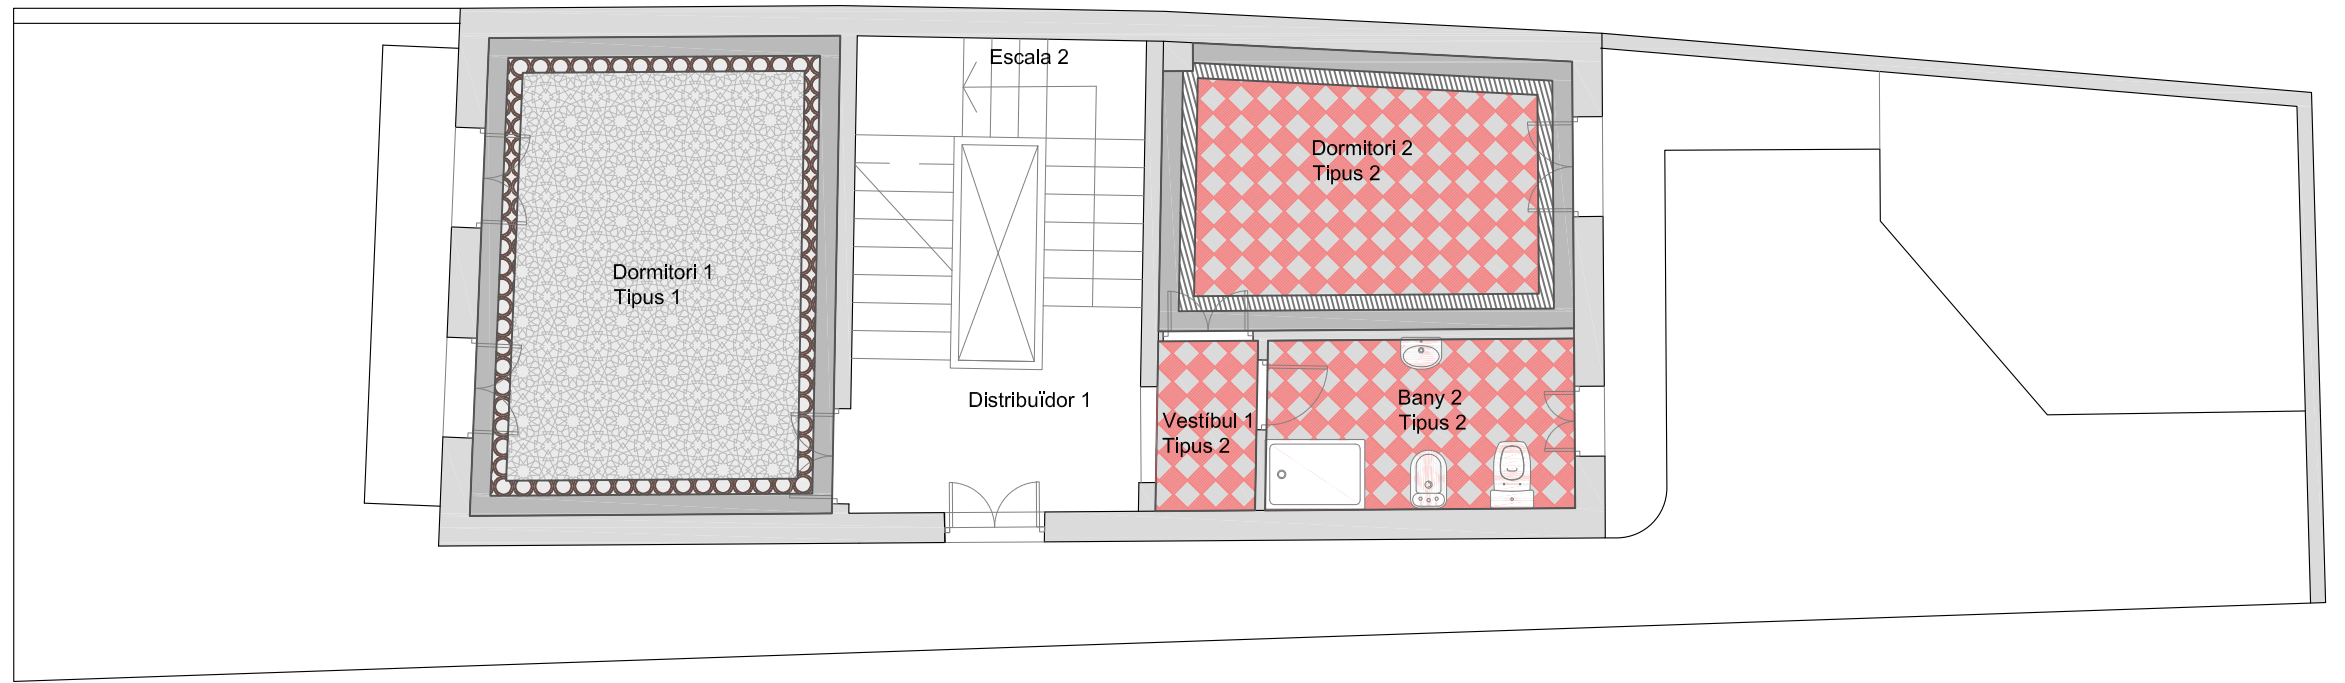 Escala 2
Dormitori 2
Tipus 2
Dormitori 1
Tipus 1
Distribuïdor 1
Bany 2
Tipus 2
Vestíbul 1
Tipus 2